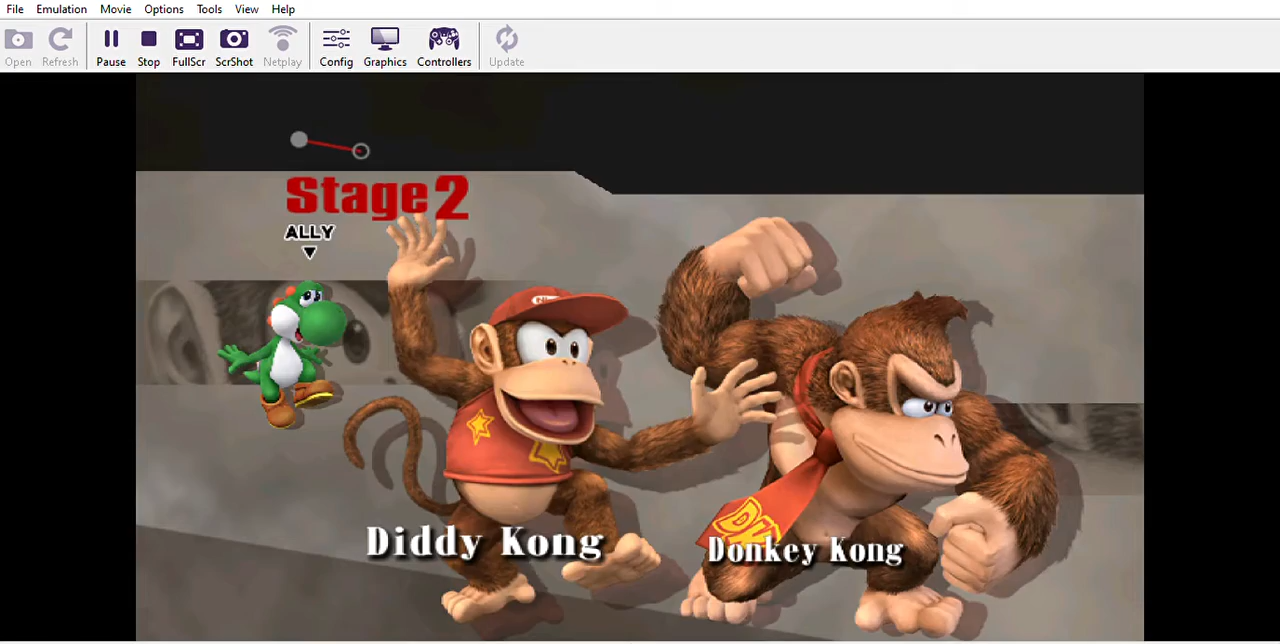 File Emulation Movie Options Tools View Help
Open Refresh Pause Stop FullScr ScrShot Netplay Config Graphics Controllers Update
Stage 2
ALLY
Diddy Kong
DK
Donkey Kong